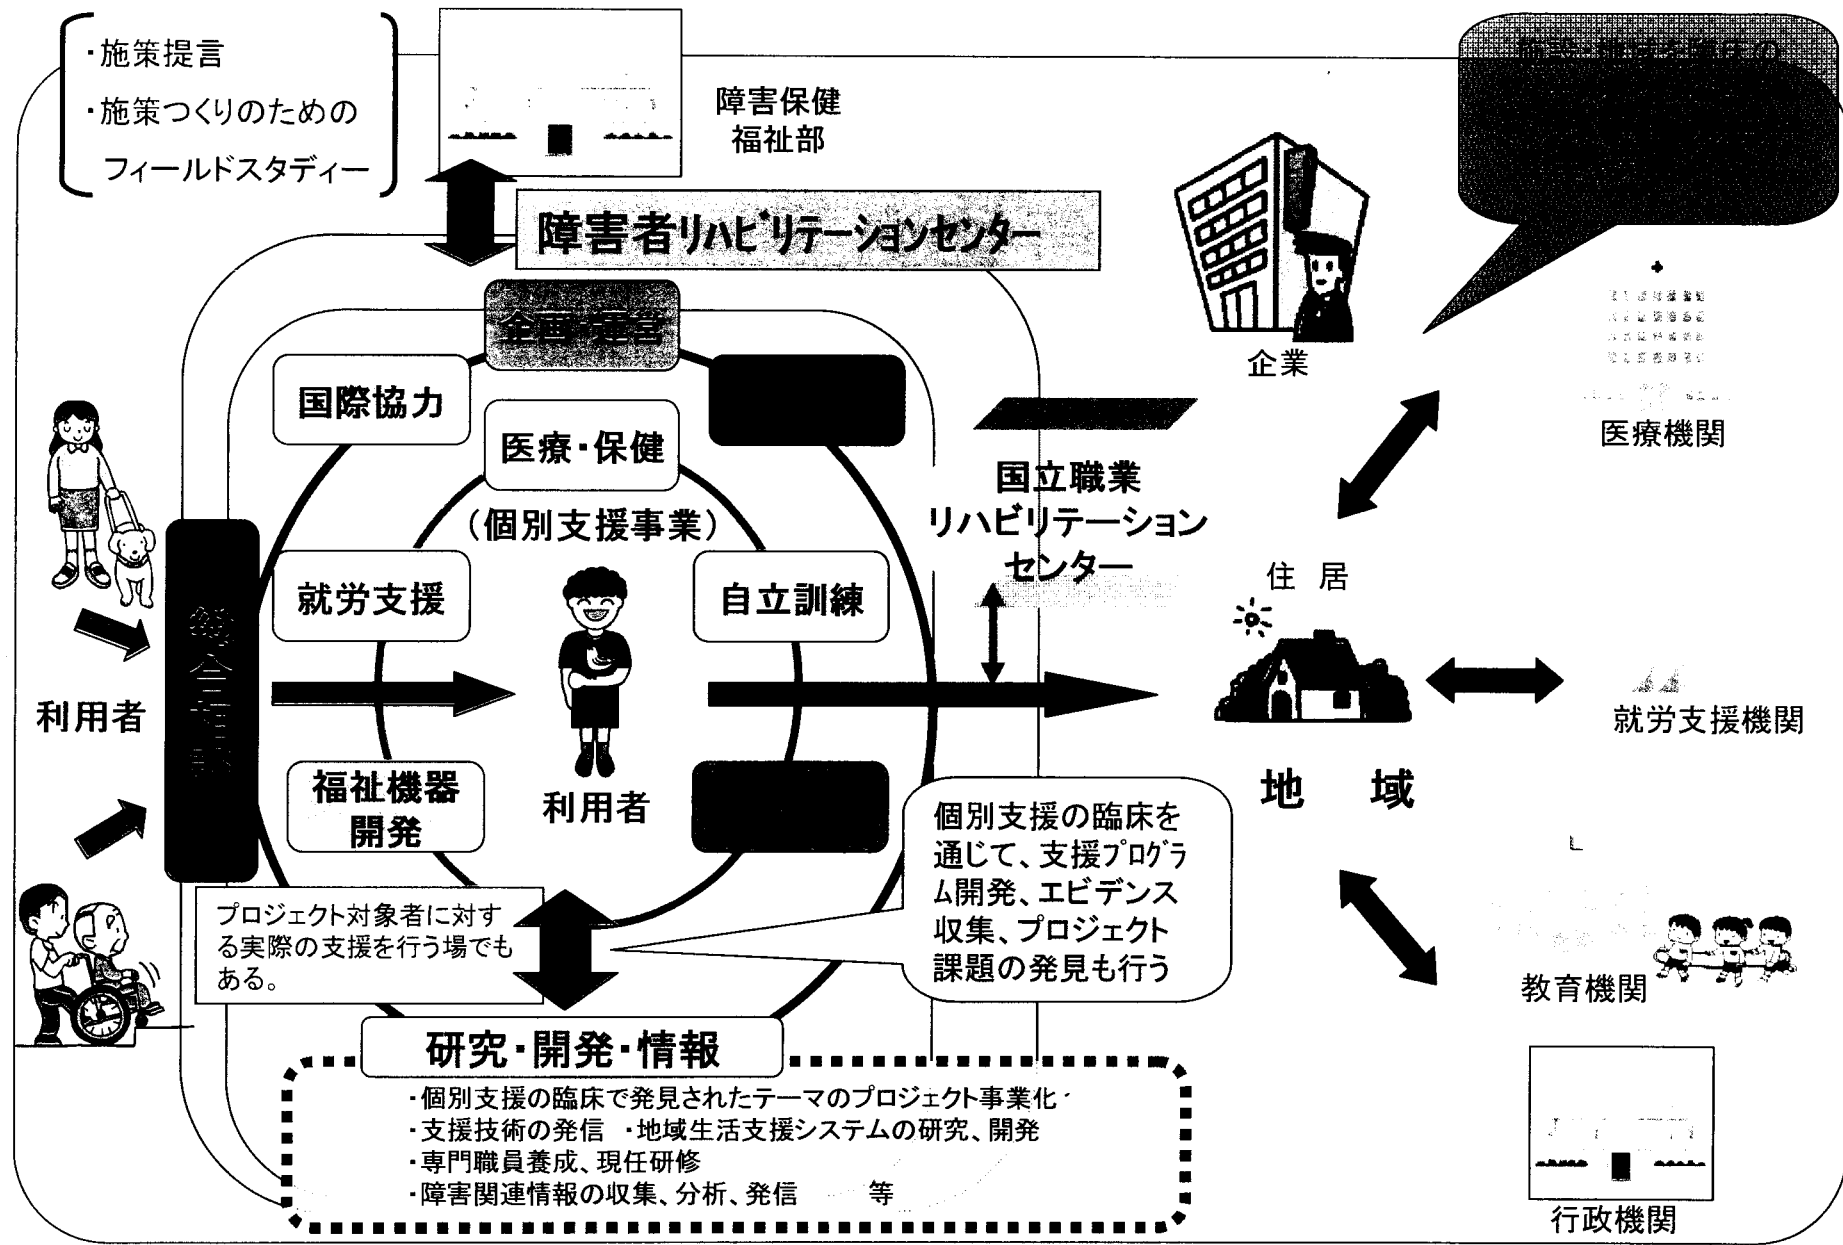 ・施策提言
・施策つくりのための
フィールドスタディー
障害保健
福祉部
障害者リハビリテーションセンター
企画・運営
国際協力
医療・保健
(個別支援事業)
就労支援
自立訓練
総合相談
利用者
利用者
福祉機器
開発
国立職業
リハビリテーション
センター
企業
医療機関
住 居
就労支援機関
地 域
教育機関
行政機関
個別支援の臨床を
通じて、支援プログラ
ム開発、エビデンス
収集、プロジェクト
課題の発見も行う
プロジェクト対象者に対す
る実際の支援を行う場でも
ある。
研究・開発・情報
・個別支援の臨床で発見されたテーマのプロジェクト事業化
・支援技術の発信 ・地域生活支援システムの研究、開発
・専門職員養成、現任研修
・障害関連情報の収集、分析、発信 等